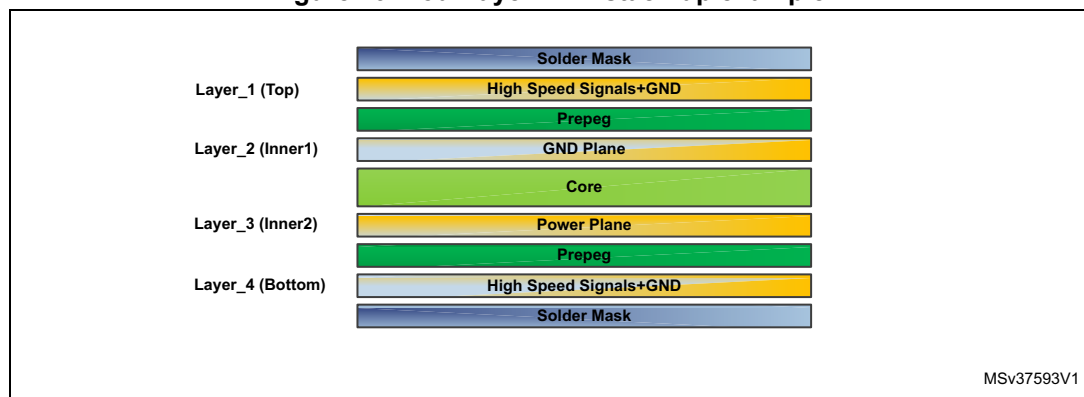 Solder Mask
Layer_1 (Top) High Speed Signals+GND
Prepeg
Layer_2 (Inner1) GND Plane
Core
Layer_3 (Inner2) Power Plane
Prepeg
Layer_4 (Bottom) High Speed Signals+GND
Solder Mask
MSv37593V1